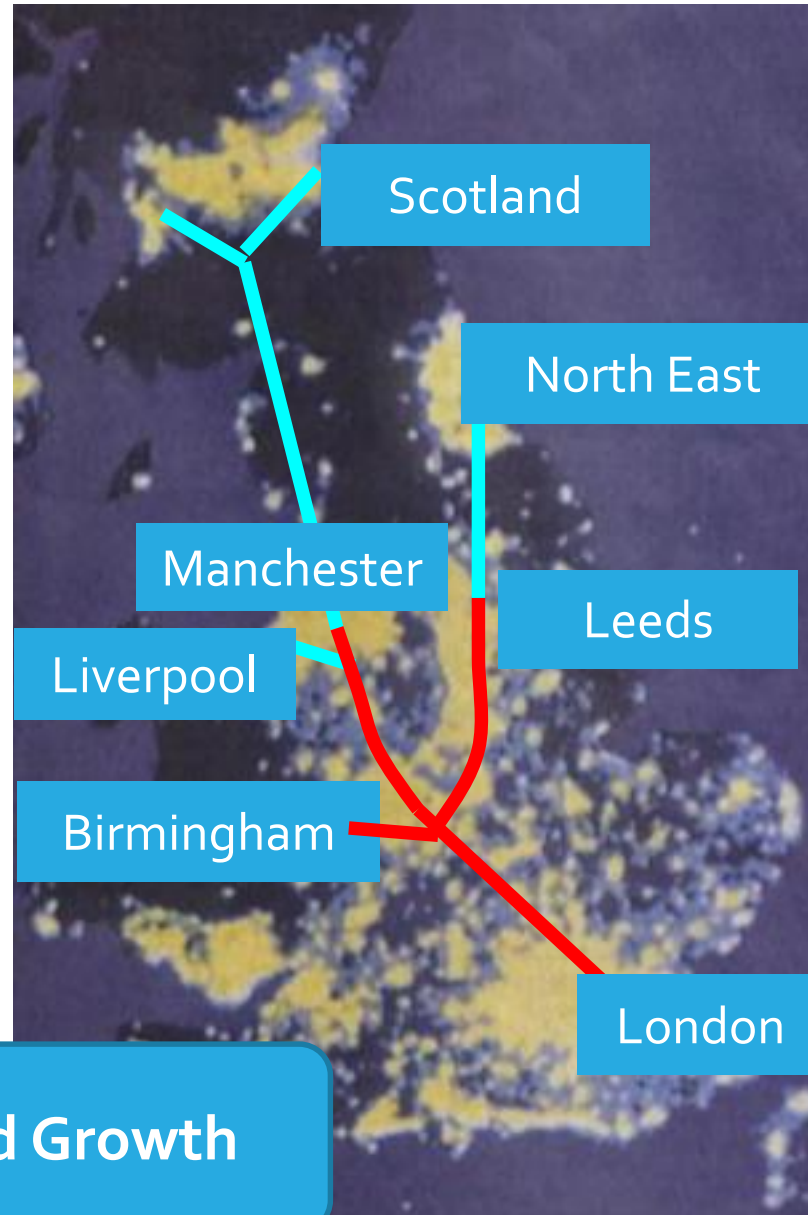 Scotland
North East
Manchester
Leeds
Liverpool
Birmingham
London
Growth